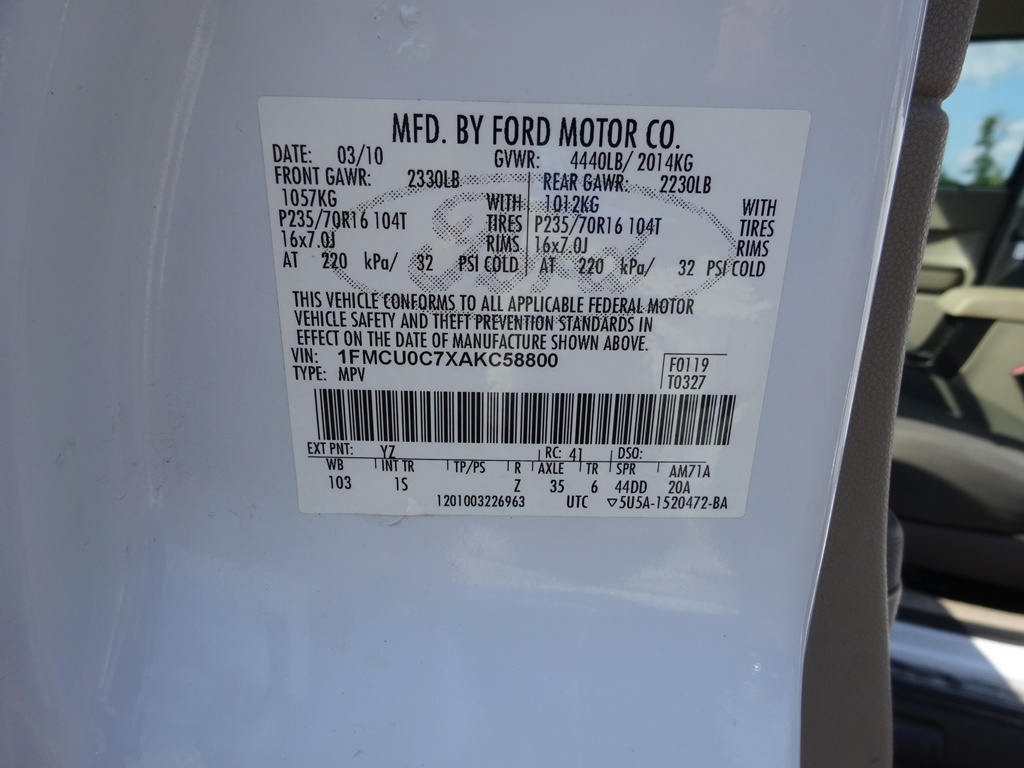 MFD. BY FORD MOTOR CO.
DATE: 03/10 GVWR: 4440LB/ 2014KG
FRONT GAWR: 2330LB REAR GAWR: 2230LB
1057KG WITH 1012KG WITH
P235/70R16 104T TIRES P235/70R16 104T TIRES
16x7.0J RIMS 16x7.0J RIMS
AT 220 kPa/ 32 PSI COLD AT 220 kPa/ 32 PSI COLD
Ford
THIS VEHICLE CONFORMS TO ALL APPLICABLE FEDERAL MOTOR
VEHICLE SAFETY AND THEFT PREVENTION STANDARDS IN
EFFECT ON THE DATE OF MANUFACTURE SHOWN ABOVE.
VIN: 1FMCU0C7XAKC58800 F0119
TYPE: MPV T0327
EXT PNT: YZ RC: 41 DSO:
WB INT TR TP/PS R AXLE TR SPR AM71A
103 1S Z 35 6 44DD 20A
1201003226963 UTC ▽5U5A-1520472-BA